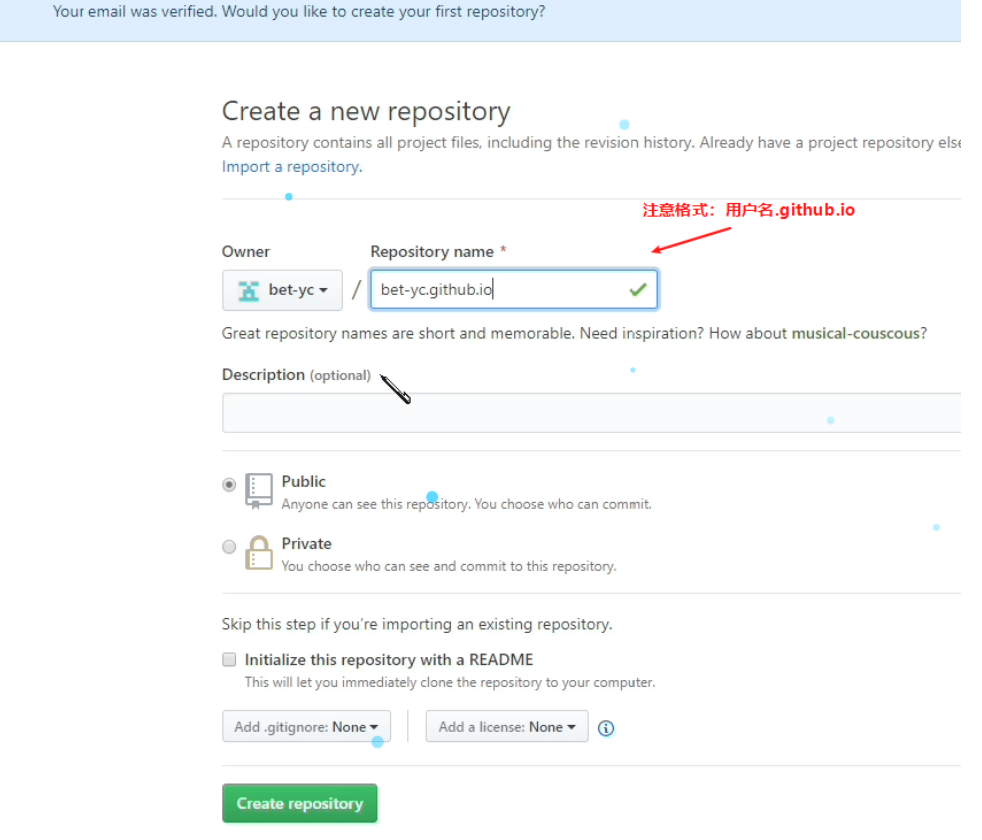 Your email was verified. Would you like to create your first repository?
Create a new repository
A repository contains all project files, including the revision history. Already have a project repository else
Import a repository.
注意格式：用户名.github.io
Owner
Repository name *
bet-yc
/
bet-yc.github.io
Great repository names are short and memorable. Need inspiration? How about musical-couscous?
Description (optional)
Public
Anyone can see this repository. You choose who can commit.
Private
You choose who can see and commit to this repository.
Skip this step if you're importing an existing repository.
Initialize this repository with a README
This will let you immediately clone the repository to your computer.
Add .gitignore: None
Add a license: None
Create repository